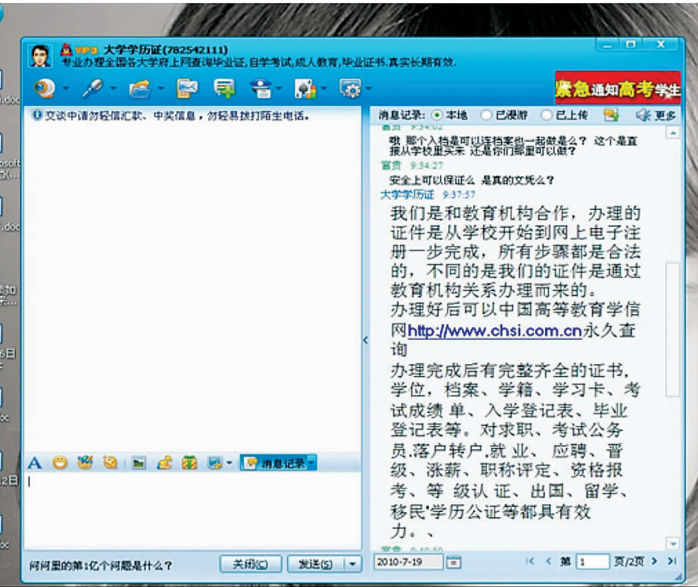 大学学历证(782542111)
专业办理全国各大学府上网查询毕业证,自学考试,成人教育,毕业证书.真实长期有效.
紧急通知高考学生
交谈中请勿轻信汇款、中奖信息，勿轻易拨打陌生电话。
消息记录: 本地 已漫游 已上传 更多
哦 那个入档是可以连档案也一起做是么？ 这个是直
接从学校里买来 还是你们那里可以做？
富贵 9:34:27
安全上可以保证么 是真的文凭么？
大学学历证 9:37:57
我们是和教育机构合作，办理的
证件是从学校开始到网上电子注
册一步完成，所有步骤都是合法
的，不同的是我们的证件是通过
教育机构关系办理而来的。
办理好后可以中国高等教育学信
网http://www.chsi.com.cn永久查
询
办理完成后有完整齐全的证书,
学位，档案、学籍、学习卡、考
试成绩 单、入学登记表、毕业
登记表等。对求职、考试公务
员,落户转户,就 业、 应聘、晋
级、涨薪、职称评定、资格报
考、等 级认 证、出国、留学、
移民'学历公证等都具有效
力。、
消息记录
问问里的第1亿个问题是什么？
关闭(C) 发送(S)
2010-7-19 第 1 页/2页
.doc
.doc
6日
2日